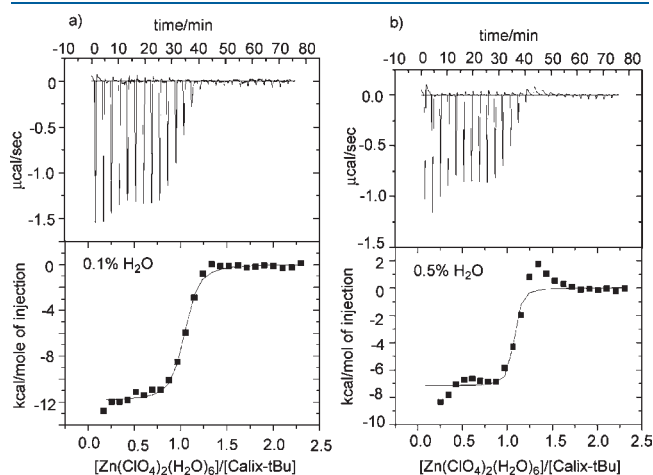 a)
time/min
-10 0 10 20 30 40 50 60 70 80
0
-0.5
-1.0
-1.5
μcal/sec
0.1% H2O
0
-4
-8
-12
kcal/mole of injection
0.0 0.5 1.0 1.5 2.0 2.5
[Zn(ClO4)2(H2O)6]/[Calix-tBu]
b)
time/min
-10 0 10 20 30 40 50 60 70 80
0.0
-0.5
-1.0
-1.5
μcal/sec
0.5% H2O
2
0
-2
-4
-6
-8
-10
kcal/mol of injection
0.0 0.5 1.0 1.5 2.0 2.5
[Zn(ClO4)2(H2O)6]/[Calix-tBu]